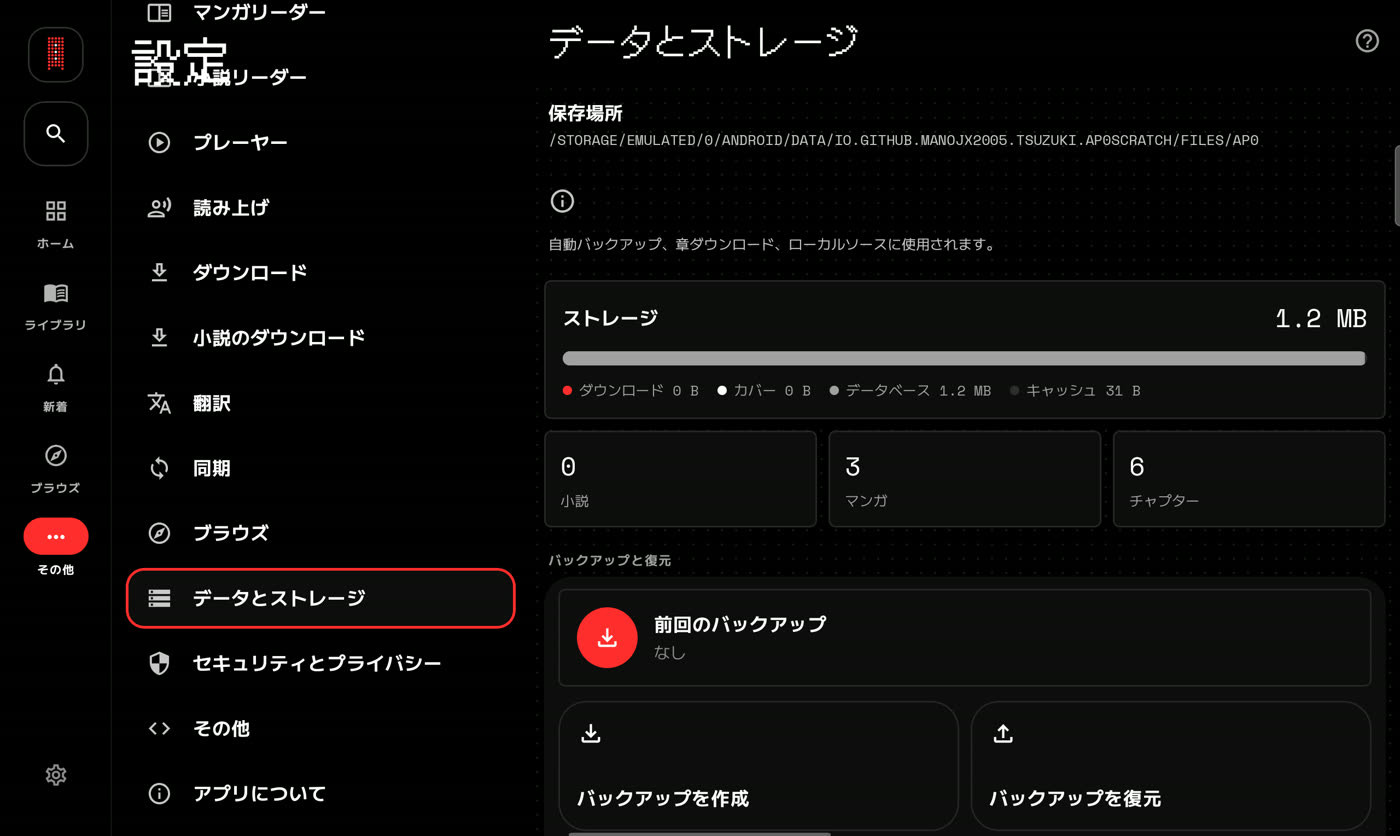 ホーム
ライブラリ
新着
ブラウズ
その他
設定
マンガリーダー
小説リーダー
プレーヤー
読み上げ
ダウンロード
小説のダウンロード
翻訳
同期
ブラウズ
データとストレージ
セキュリティとプライバシー
その他
アプリについて
データとストレージ
保存場所
/STORAGE/EMULATED/0/ANDROID/DATA/IO.GITHUB.MANOJX2005.TSUZUKI.AP0SCRATCH/FILES/AP0
自動バックアップ、章ダウンロード、ローカルソースに使用されます。
ストレージ 1.2 MB
ダウンロード 0 B カバー 0 B データベース 1.2 MB キャッシュ 31 B
0
小説
3
マンガ
6
チャプター
バックアップと復元
前回のバックアップ
なし
バックアップを作成
バックアップを復元